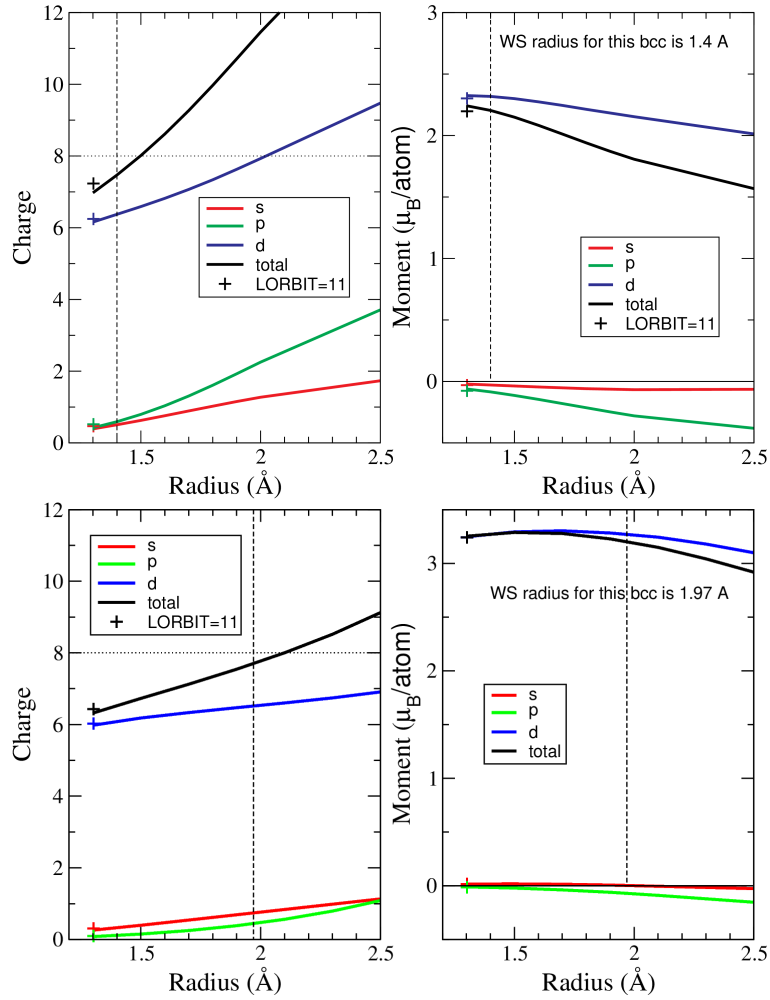 12
10
8
6
4
2
0
Charge
s
p
d
total
LORBIT=11
1.5
2
2.5
Radius (Å)
3
2
1
0
Moment (μB/atom)
WS radius for this bcc is 1.4 A
s
p
d
total
LORBIT=11
1.5
2
2.5
Radius (Å)
12
10
8
6
4
2
0
Charge
s
p
d
total
LORBIT=11
1.5
2
2.5
Radius (Å)
3
2
1
0
Moment (μB/atom)
WS radius for this bcc is 1.97 A
s
p
d
total
1.5
2
2.5
Radius (Å)